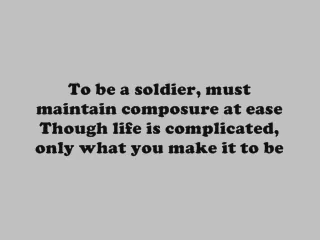 To be a soldier, must
maintain composure at ease
Though life is complicated,
only what you make it to be